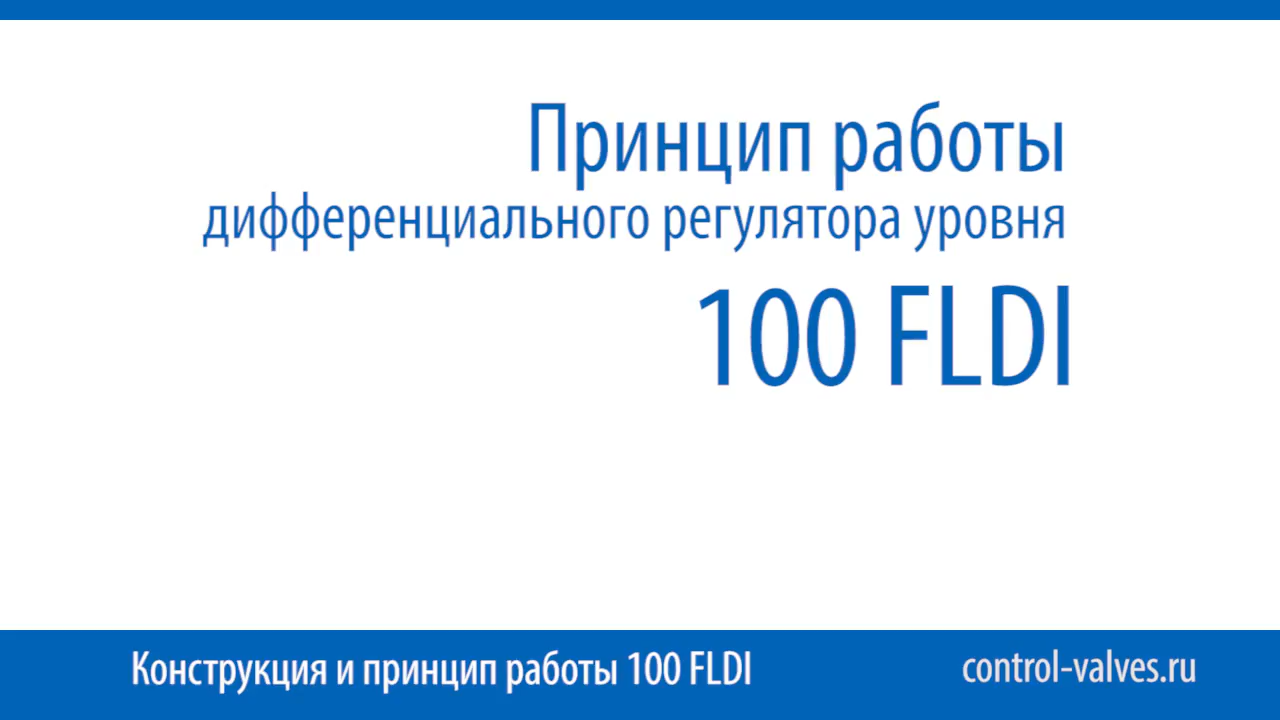 Принцип работы
дифференциального регулятора уровня
100 FLDI
Конструкция и принцип работы 100 FLDI
control-valves.ru